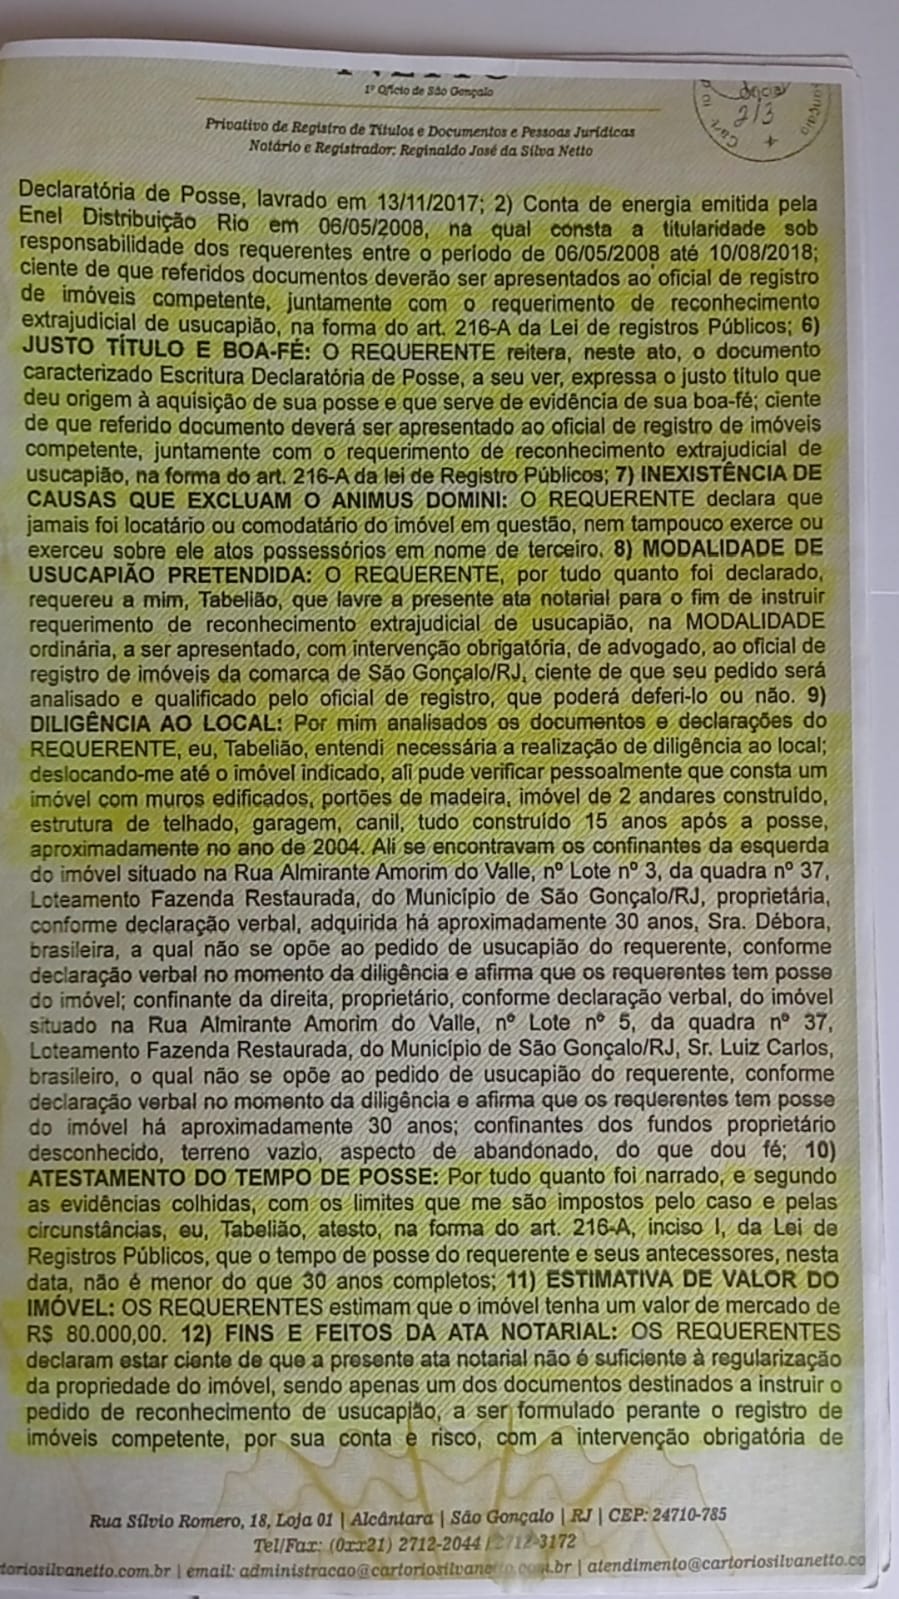 1º Ofício de São Gonçalo
Privativo de Registro de Títulos e Documentos e Pessoas Jurídicas
Notário e Registrador: Reginaldo José da Silva Netto
2/3
Declaratória de Posse, lavrado em 13/11/2017; 2) Conta de energia emitida pela
Enel Distribuição Rio em 06/05/2008, na qual consta a titularidade sob
responsabilidade dos requerentes entre o período de 06/05/2008 até 10/08/2018;
ciente de que referidos documentos deverão ser apresentados ao oficial de registro
de imóveis competente, juntamente com o requerimento de reconhecimento
extrajudicial de usucapião, na forma do art. 216-A da Lei de registros Públicos; 6)
JUSTO TÍTULO E BOA-FÉ: O REQUERENTE reitera, neste ato, o documento
caracterizado Escritura Declaratória de Posse, a seu ver, expressa o justo título que
deu origem à aquisição de sua posse e que serve de evidência de sua boa-fé; ciente
de que referido documento deverá ser apresentado ao oficial de registro de imóveis
competente, juntamente com o requerimento de reconhecimento extrajudicial de
usucapião, na forma do art. 216-A da lei de Registro Públicos; 7) INEXISTÊNCIA DE
CAUSAS QUE EXCLUAM O ANIMUS DOMINI: O REQUERENTE declara que
jamais foi locatário ou comodatário do imóvel em questão, nem tampouco exerce ou
exerceu sobre ele atos possessórios em nome de terceiro. 8) MODALIDADE DE
USUCAPIÃO PRETENDIDA: O REQUERENTE, por tudo quanto foi declarado,
requereu a mim, Tabelião, que lavre a presente ata notarial para o fim de instruir
requerimento de reconhecimento extrajudicial de usucapião, na MODALIDADE
ordinária, a ser apresentado, com intervenção obrigatória, de advogado, ao oficial de
registro de imóveis da comarca de São Gonçalo/RJ, ciente de que seu pedido será
analisado e qualificado pelo oficial de registro, que poderá deferi-lo ou não. 9)
DILIGÊNCIA AO LOCAL: Por mim analisados os documentos e declarações do
REQUERENTE, eu, Tabelião, entendi necessária a realização de diligência ao local;
deslocando-me até o imóvel indicado, ali pude verificar pessoalmente que consta um
imóvel com muros edificados, portões de madeira, imóvel de 2 andares construído,
estrutura de telhado, garagem, canil, tudo construído 15 anos após a posse,
aproximadamente no ano de 2004. Ali se encontravam os confinantes da esquerda
do imóvel situado na Rua Almirante Amorim do Valle, nº Lote nº 3, da quadra nº 37,
Loteamento Fazenda Restaurada, do Município de São Gonçalo/RJ, proprietária,
conforme declaração verbal, adquirida há aproximadamente 30 anos, Sra. Débora,
brasileira, a qual não se opõe ao pedido de usucapião do requerente, conforme
declaração verbal no momento da diligência e afirma que os requerentes tem posse
do imóvel; confinante da direita, proprietário, conforme declaração verbal, do imóvel
situado na Rua Almirante Amorim do Valle, nº Lote nº 5, da quadra nº 37,
Loteamento Fazenda Restaurada, do Município de São Gonçalo/RJ, Sr. Luiz Carlos,
brasileiro, o qual não se opõe ao pedido de usucapião do requerente, conforme
declaração verbal no momento da diligência e afirma que os requerentes tem posse
do imóvel há aproximadamente 30 anos; confinantes dos fundos proprietário
desconhecido, terreno vazio, aspecto de abandonado, do que dou fé; 10)
ATESTAMENTO DO TEMPO DE POSSE: Por tudo quanto foi narrado, e segundo
as evidências colhidas, com os limites que me são impostos pelo caso e pelas
circunstâncias, eu, Tabelião, atesto, na forma do art. 216-A, inciso I, da Lei de
Registros Públicos, que o tempo de posse do requerente e seus antecessores, nesta
data, não é menor do que 30 anos completos; 11) ESTIMATIVA DE VALOR DO
IMÓVEL: OS REQUERENTES estimam que o imóvel tenha um valor de mercado de
R$ 80.000,00. 12) FINS E FEITOS DA ATA NOTARIAL: OS REQUERENTES
declaram estar ciente de que a presente ata notarial não é suficiente à regularização
da propriedade do imóvel, sendo apenas um dos documentos destinados a instruir o
pedido de reconhecimento de usucapião, a ser formulado perante o registro de
imóveis competente, por sua conta e risco, com a intervenção obrigatória de
Rua Sílvio Romero, 18, Loja 01 | Alcântara | São Gonçalo | RJ | CEP: 24710-785
Tel/Fax: (0xx21) 2712-2044 / 2712-3172
toriosilvanetto.com.br | email: administracao@cartoriosilvanetto.com.br | atendimento@cartoriosilvanetto.co